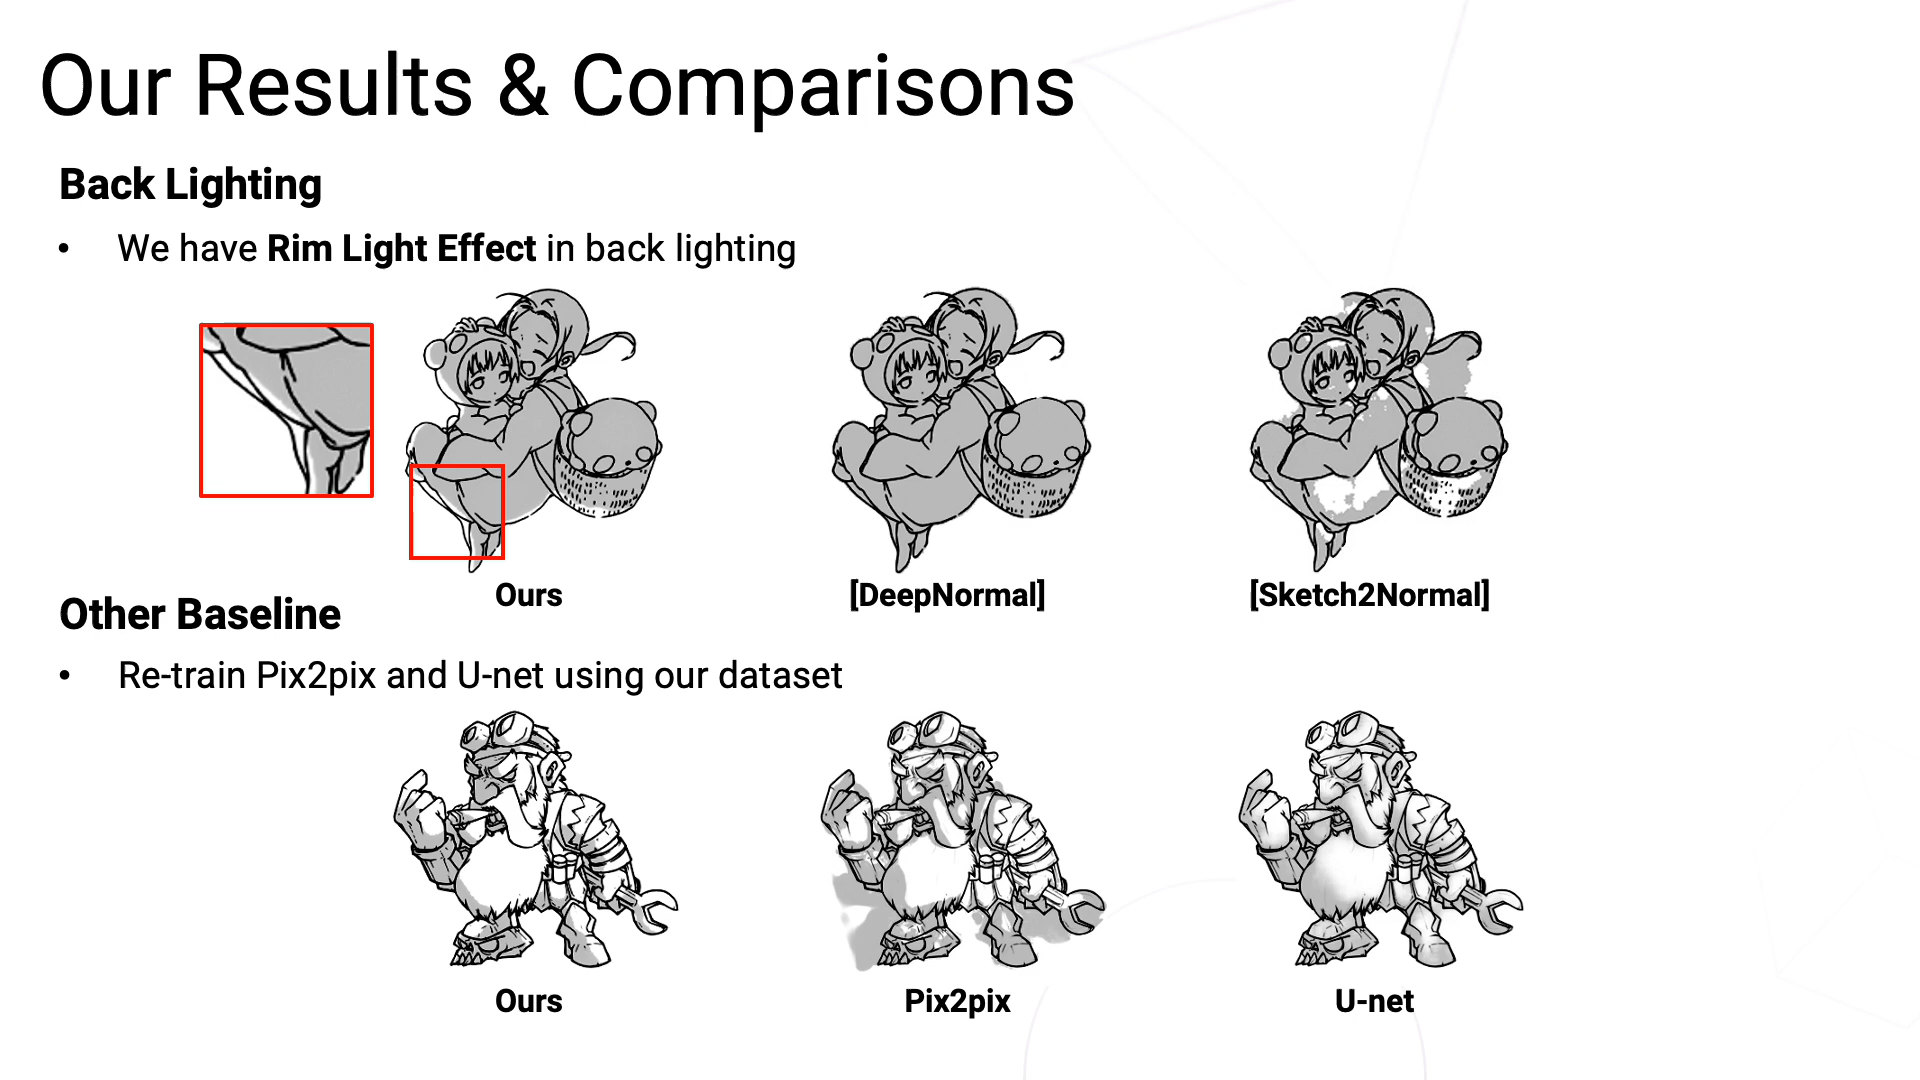 Our Results & Comparisons
Back Lighting
• We have Rim Light Effect in back lighting
Ours
[DeepNormal]
[Sketch2Normal]
Other Baseline
• Re-train Pix2pix and U-net using our dataset
Ours
Pix2pix
U-net